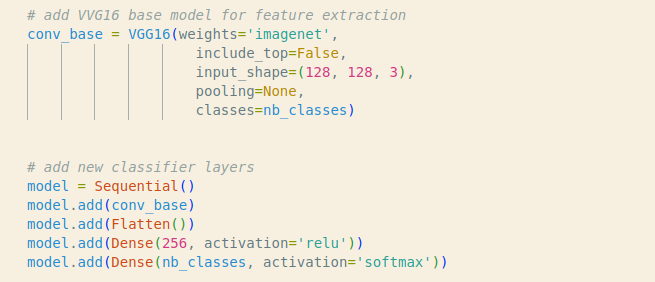 # add VVG16 base model for feature extraction
conv_base = VGG16(weights='imagenet',
include_top=False,
input_shape=(128, 128, 3),
pooling=None,
classes=nb_classes)
# add new classifier layers
model = Sequential()
model.add(conv_base)
model.add(Flatten())
model.add(Dense(256, activation='relu'))
model.add(Dense(nb_classes, activation='softmax'))